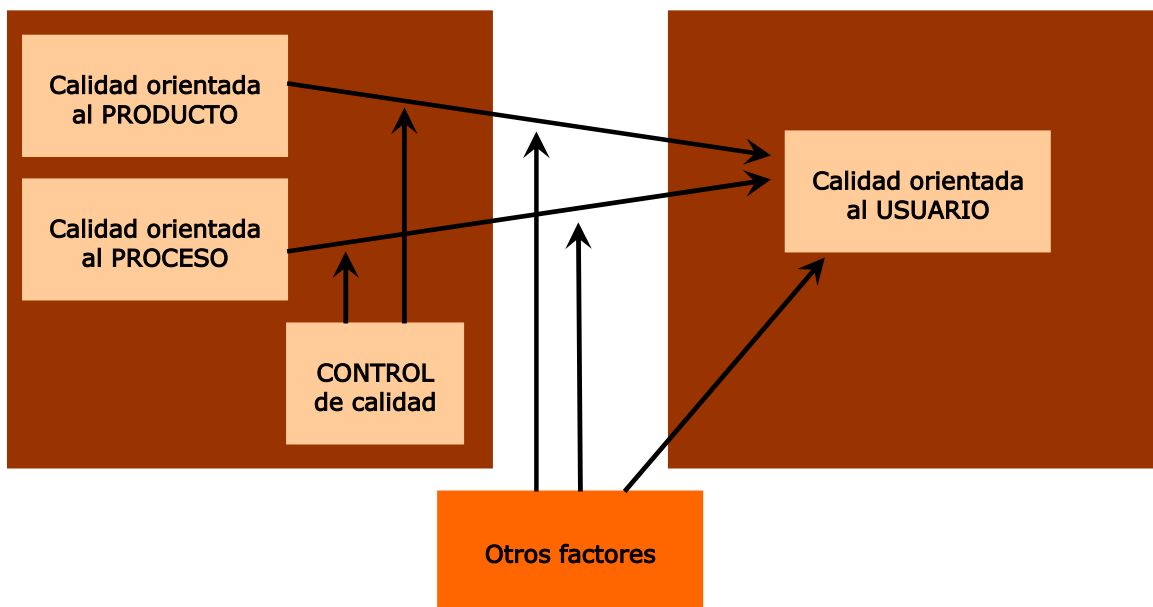 Calidad orientada
al PRODUCTO
Calidad orientada
al PROCESO
CONTROL
de calidad
Calidad orientada
al USUARIO
Otros factores